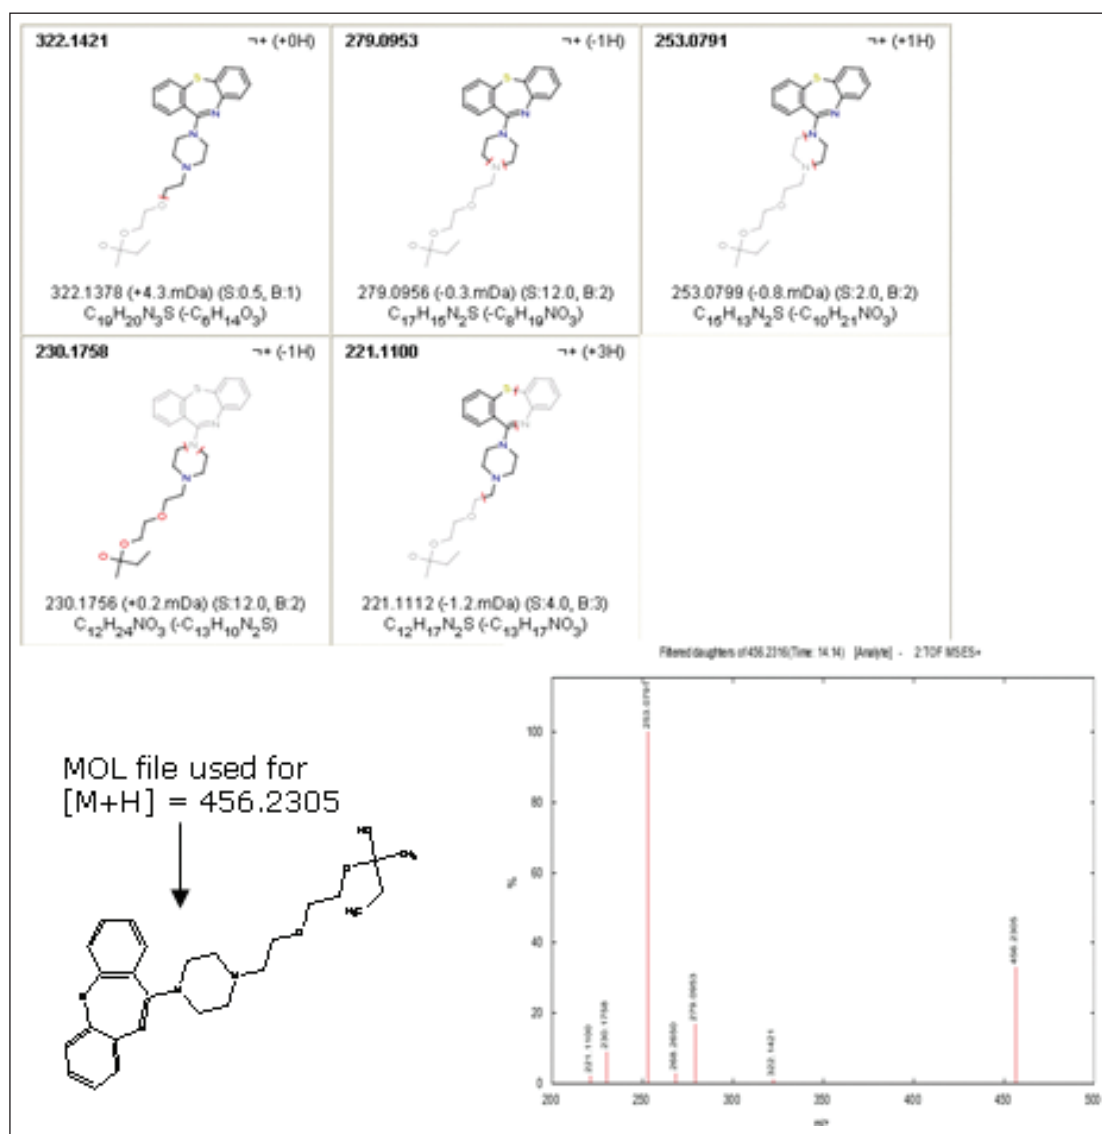 322.1421 ¬+ (+0H)
279.0953 ¬+ (-1H)
253.0791 ¬+ (+1H)
S
N
N
N
O
O
O
S
N
N
N
O
O
O
S
N
N
N
O
O
O
322.1378 (+4.3.mDa) (S:0.5, B:1)
C19H20N3S (-C6H14O3)
279.0956 (-0.3.mDa) (S:12.0, B:2)
C17H15N2S (-C8H19NO3)
253.0799 (-0.8.mDa) (S:2.0, B:2)
C15H13N2S (-C10H21NO3)
230.1758 ¬+ (-1H)
221.1100 ¬+ (+3H)
S
N
N
N
O
O
O
S
N
N
N
O
O
O
230.1756 (+0.2.mDa) (S:12.0, B:2)
C12H24NO3 (-C13H10N2S)
221.1112 (-1.2.mDa) (S:4.0, B:3)
C12H17N2S (-C13H17NO3)
Filtered daughters of 456.2316(Time: 14.14) [Analyte] - 2:TOF MS ES+
MOL file used for
[M+H] = 456.2305
HO
CH3
H3C
%
100
80
60
40
20
0
221.1100
230.1758
253.0791
268.2650
279.0953
322.1421
456.2305
200
250
300
350
400
450
500